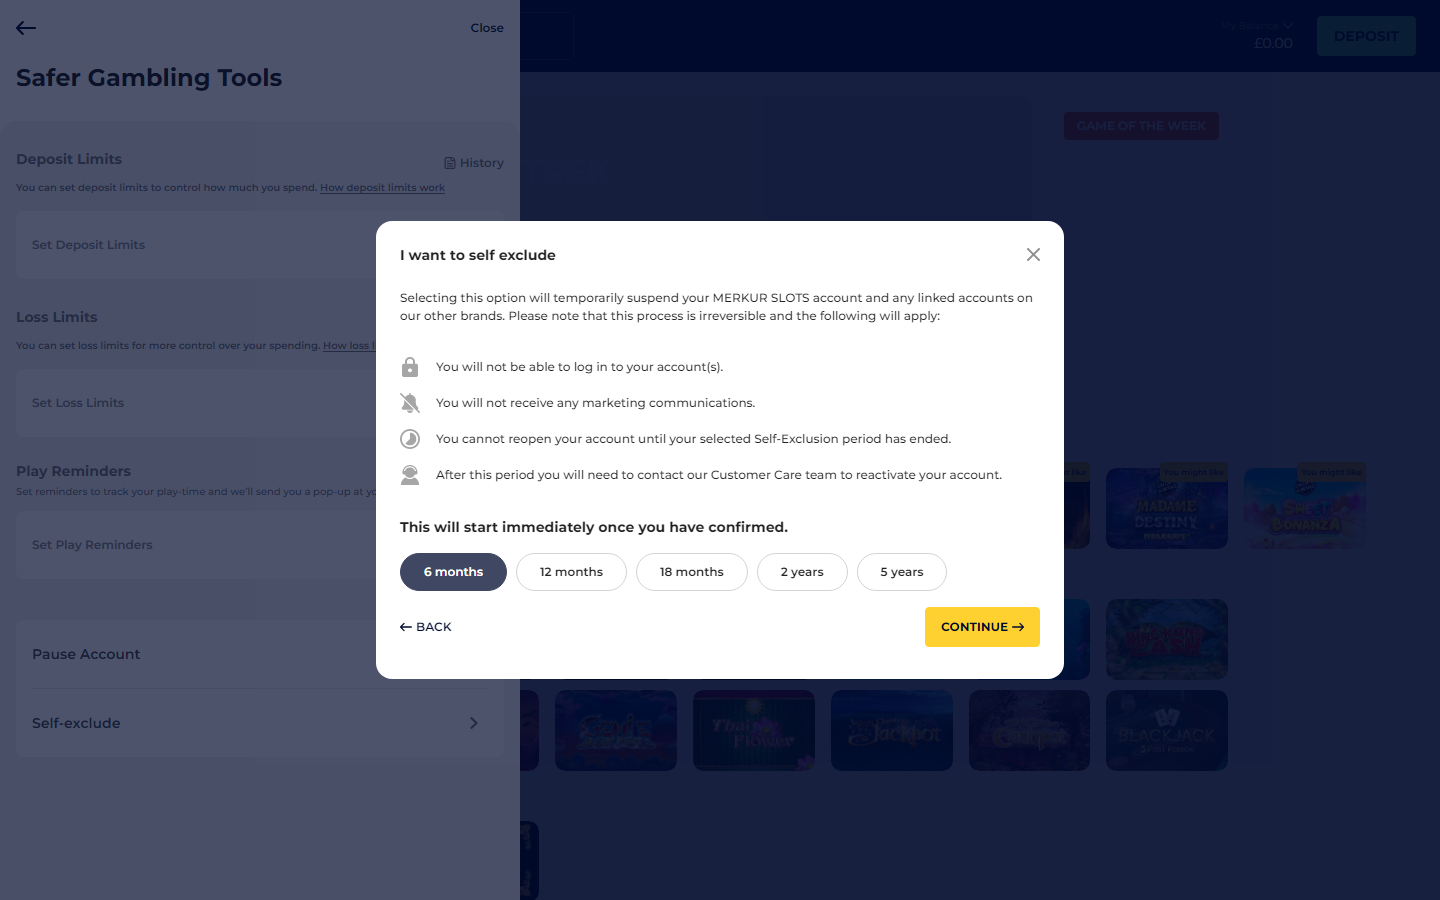 Close
My Balance
£0.00
DEPOSIT
Safer Gambling Tools
GAME OF THE WEEK
Deposit Limits
History
You can set deposit limits to control how much you spend. How deposit limits work
Set Deposit Limits
Loss Limits
You can set loss limits for more control over your spending. How loss l
Set Loss Limits
Play Reminders
Set reminders to track your play-time and we'll send you a pop-up at yo
Set Play Reminders
Pause Account
Self-exclude
I want to self exclude
Selecting this option will temporarily suspend your MERKUR SLOTS account and any linked accounts on
our other brands. Please note that this process is irreversible and the following will apply:
You will not be able to log in to your account(s).
You will not receive any marketing communications.
You cannot reopen your account until your selected Self-Exclusion period has ended.
After this period you will need to contact our Customer Care team to reactivate your account.
This will start immediately once you have confirmed.
6 months
12 months
18 months
2 years
5 years
BACK
CONTINUE
like
You might like
You might like
MADAME
DESTINY
MEGAWAYS
SWEET
BONANZA
Thai
Flower
Jackpot
BLACKJACK